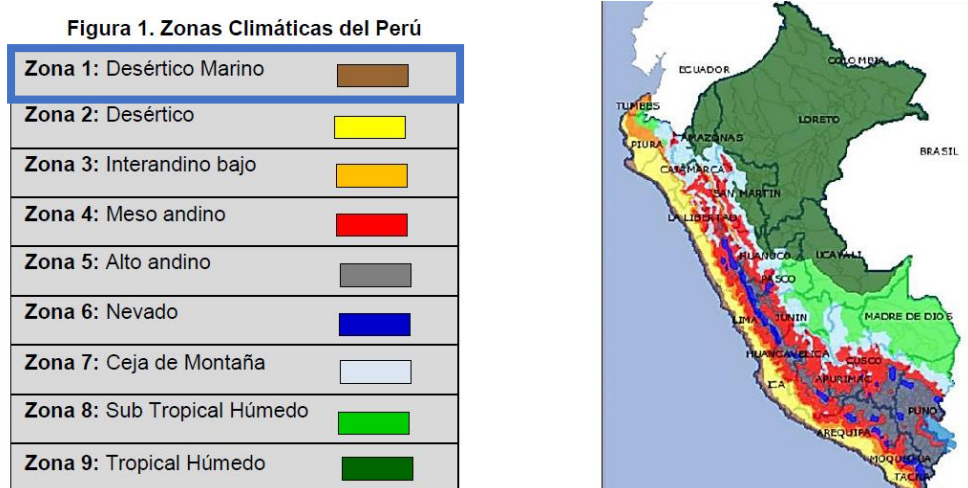 Figura 1. Zonas Climáticas del Perú
Zona 1: Desértico Marino
Zona 2: Desértico
Zona 3: Interandino bajo
Zona 4: Meso andino
Zona 5: Alto andino
Zona 6: Nevado
Zona 7: Ceja de Montaña
Zona 8: Sub Tropical Húmedo
Zona 9: Tropical Húmedo
ECUADOR
COLOMBIA
TUMBES
LORETO
PIURA
AMAZONAS
BRASIL
CAJAMARCA
SAN MARTIN
LA LIBERTAD
HUANUCO
UCAYALI
PASCO
LIMA
JUNIN
MADRE DE DIOS
HUANCAVELICA
CUSCO
ICA
APURIMAC
PUNO
AREQUIPA
MOQUEGUA
TACNA